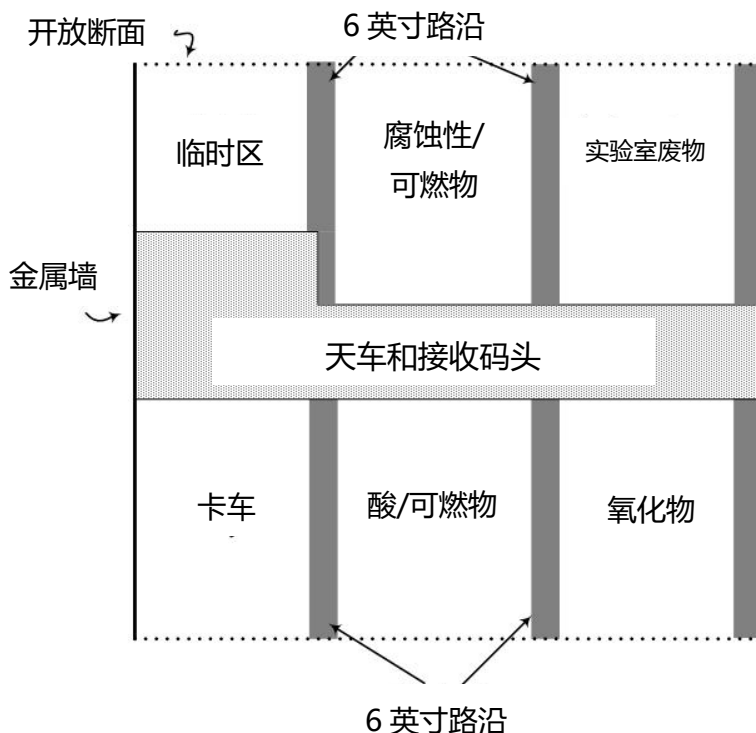 开放断面
6 英寸路沿
临时区
腐蚀性/
可燃物
实验室废物
金属墙
天车和接收码头
卡车
酸/可燃物
氧化物
6 英寸路沿